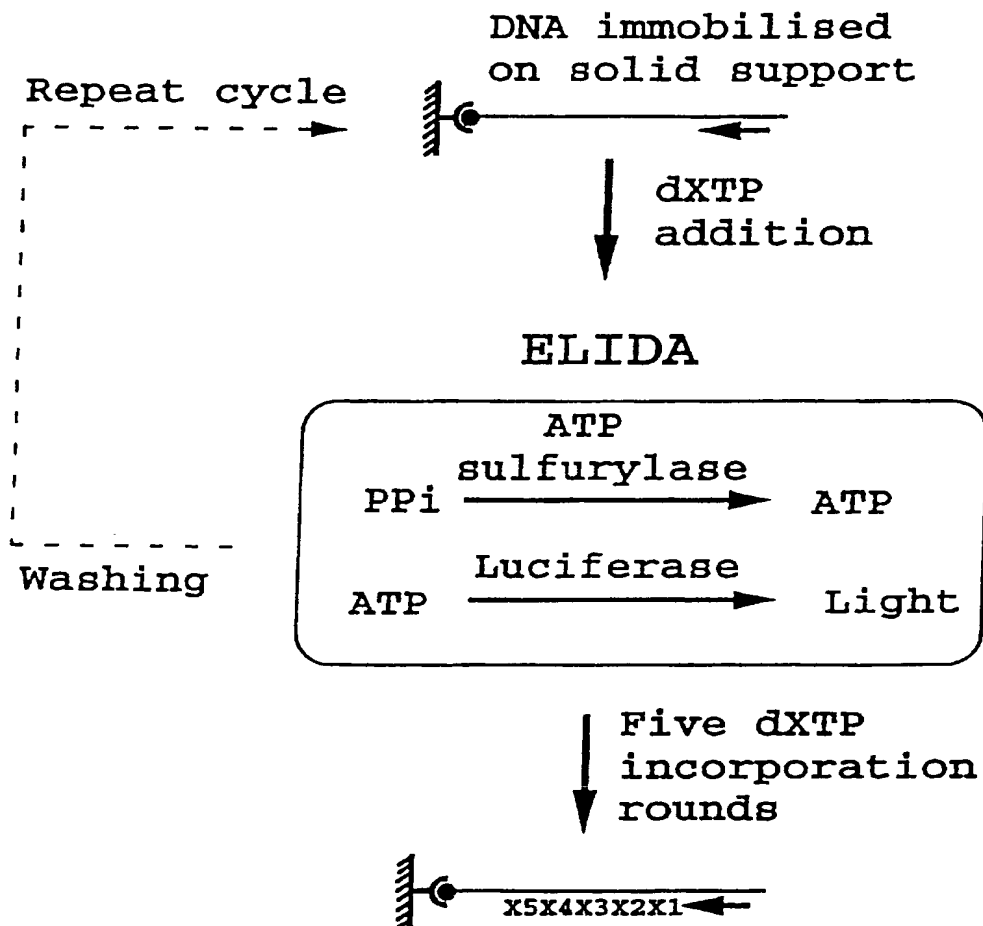 DNA immobilised
on solid support
Repeat cycle
dXTP
addition
ELIDA
ATP
sulfurylase
PPi
ATP
Luciferase
ATP
Light
Washing
Five dXTP
incorporation
rounds
X5X4X3X2X1